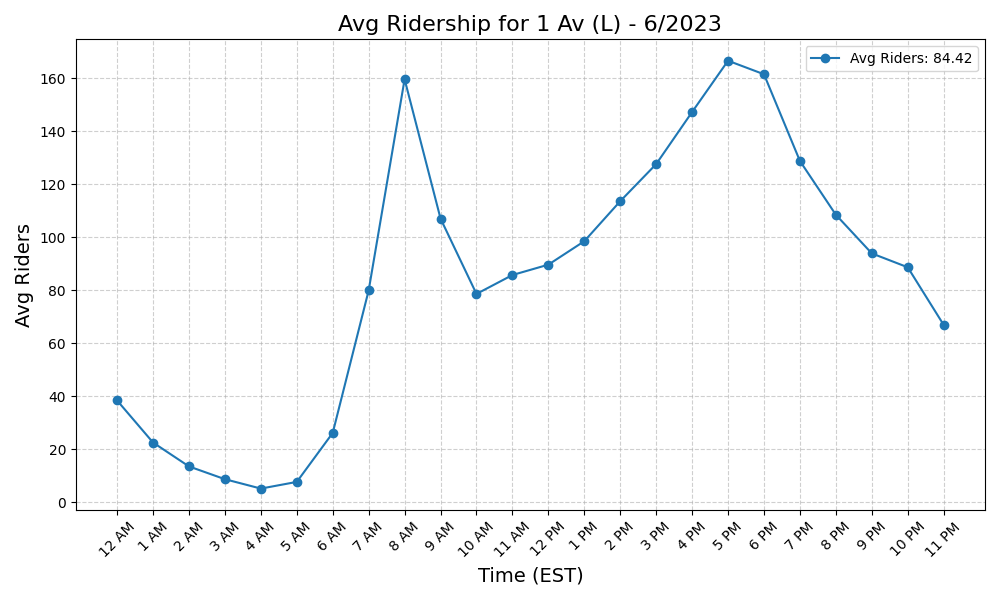 Avg Ridership for 1 Av (L) - 6/2023
Avg Riders: 84.42
Avg Riders
160
140
120
100
80
60
40
20
0
12 AM
1 AM
2 AM
3 AM
4 AM
5 AM
6 AM
7 AM
8 AM
9 AM
10 AM
11 AM
12 PM
1 PM
2 PM
3 PM
4 PM
5 PM
6 PM
7 PM
8 PM
9 PM
10 PM
11 PM
Time (EST)